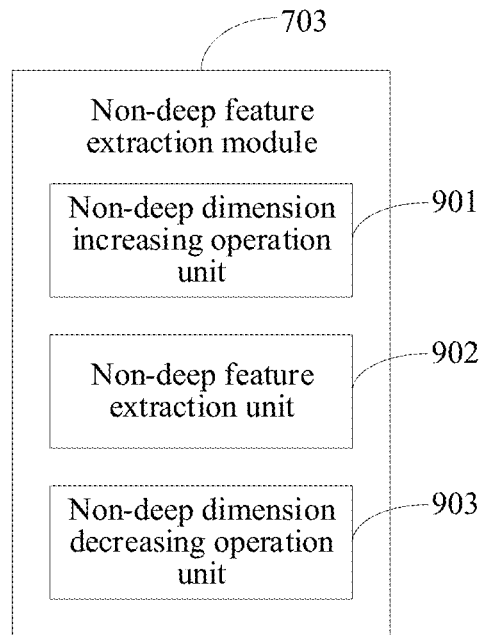 703
Non-deep feature
extraction module
Non-deep dimension
increasing operation
unit
901
Non-deep feature
extraction unit
902
Non-deep dimension
decreasing operation
unit
903